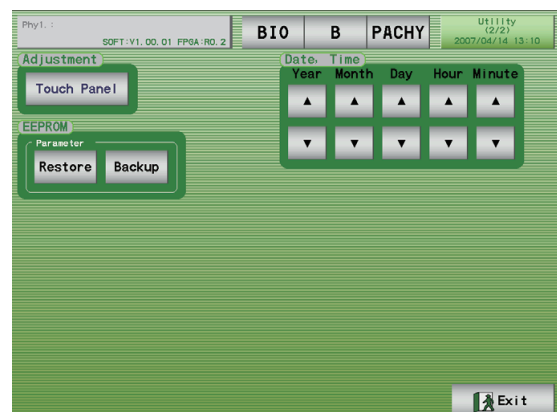 Phy1. :
SOFT:V1.00.01 FPGA:R0.2
BIO B PACHY
Utility
(2/2)
2007/04/14 13:10
Adjustment
Touch Panel
Date, Time
Year Month Day Hour Minute
▲ ▲ ▲ ▲ ▲
▼ ▼ ▼ ▼ ▼
EEPROM
Parameter
Restore Backup
Exit